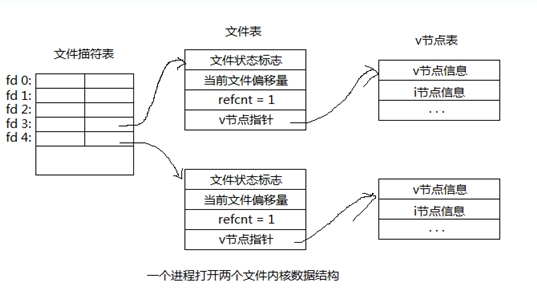 文件描符表
fd 0:
fd 1:
fd 2:
fd 3:
fd 4:
文件表
文件状态标志
当前文件偏移量
refcnt = 1
v节点指针
文件状态标志
当前文件偏移量
refcnt = 1
v节点指针
v节点表
v节点信息
i节点信息
...
v节点信息
i节点信息
...
一个进程打开两个文件内核数据结构